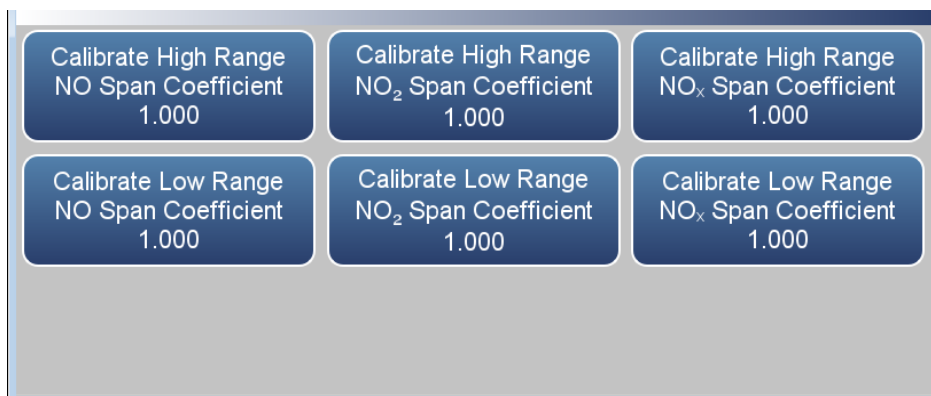 Calibrate High Range
NO Span Coefficient
1.000
Calibrate High Range
NO₂ Span Coefficient
1.000
Calibrate High Range
NOₓ Span Coefficient
1.000
Calibrate Low Range
NO Span Coefficient
1.000
Calibrate Low Range
NO₂ Span Coefficient
1.000
Calibrate Low Range
NOₓ Span Coefficient
1.000